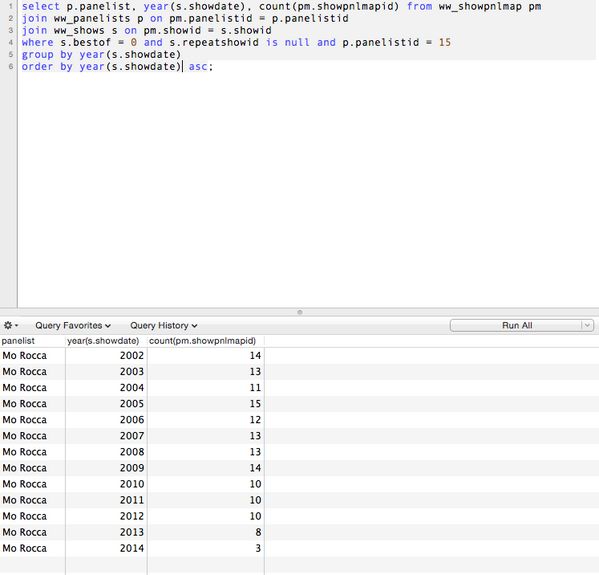 1 select p.panelist, year(s.showdate), count(pm.showpnlmapid) from ww_showpnlmap pm
2 join ww_panelists p on pm.panelistid = p.panelistid
3 join ww_shows s on pm.showid = s.showid
4 where s.bestof = 0 and s.repeatshowid is null and p.panelistid = 15
5 group by year(s.showdate)
6 order by year(s.showdate) asc;
Query Favorites Query History Run All
panelist year(s.showdate) count(pm.showpnlmapid)
Mo Rocca 2002 14
Mo Rocca 2003 13
Mo Rocca 2004 11
Mo Rocca 2005 15
Mo Rocca 2006 12
Mo Rocca 2007 13
Mo Rocca 2008 13
Mo Rocca 2009 14
Mo Rocca 2010 10
Mo Rocca 2011 10
Mo Rocca 2012 10
Mo Rocca 2013 8
Mo Rocca 2014 3